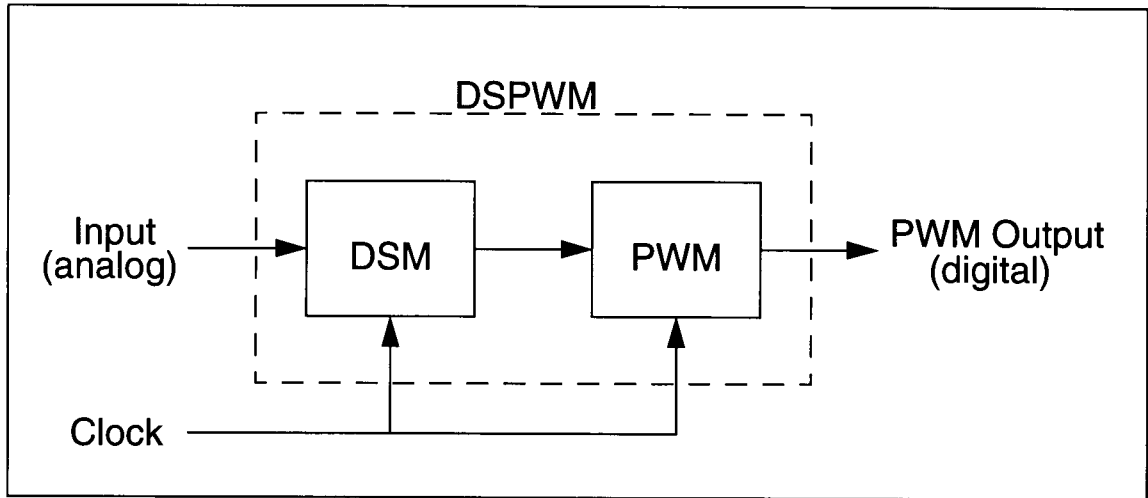 DSPWM
Input
(analog)
DSM
PWM
PWM Output
(digital)
Clock